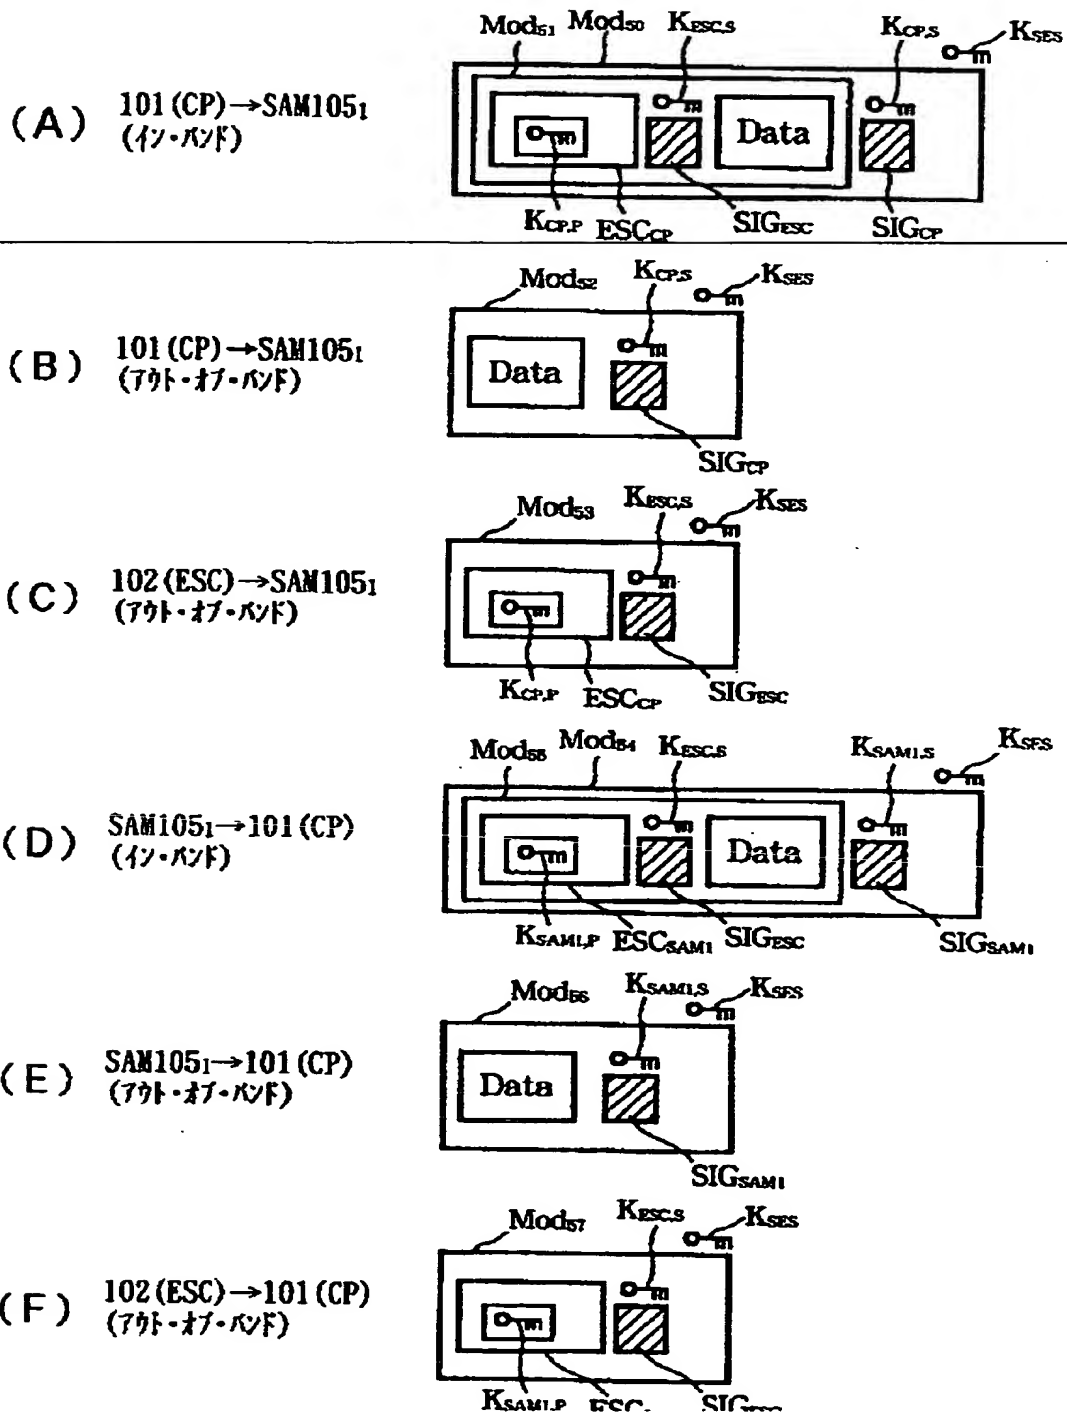 Mod₅₁ Mod₅₀ K_ESC,S K_CP,S K_SES
(A) 101(CP)→SAM105₁
(イン・バンド)
Data
K_CP,P ESC_CP SIG_ESC SIG_CP
Mod₅₂ K_CP,S K_SES
(B) 101(CP)→SAM105₁
(アウト・オブ・バンド)
Data
SIG_CP
Mod₅₃ K_ESC,S K_SES
(C) 102(ESC)→SAM105₁
(アウト・オブ・バンド)
K_CP,P ESC_CP SIG_ESC
Mod₅₅ Mod₅₄ K_ESC,S K_SAM1,S K_SES
(D) SAM105₁→101(CP)
(イン・バンド)
Data
K_SAM1,P ESC_SAM1 SIG_ESC SIG_SAM1
Mod₅₆ K_SAM1,S K_SES
(E) SAM105₁→101(CP)
(アウト・オブ・バンド)
Data
SIG_SAM1
Mod₅₇ K_ESC,S K_SES
(F) 102(ESC)→101(CP)
(アウト・オブ・バンド)
K_SAM1,P SIG_ESC